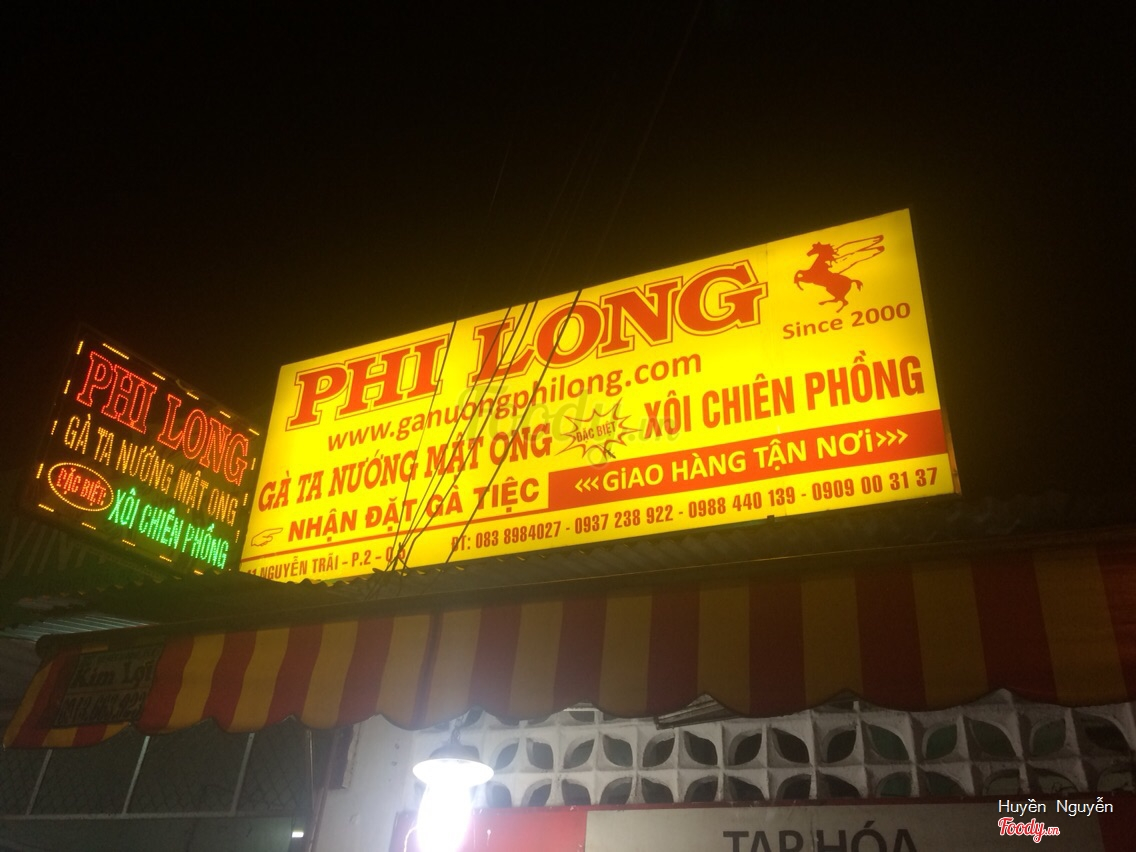 PHI LONG
GÀ TA NƯỚNG MẬT ONG
ĐẶC BIỆT
XÔI CHIÊN PHỒNG
PHI LONG
Since 2000
www.ganuongphilong.com
GÀ TA NƯỚNG MẬT ONG
ĐẶC BIỆT
XÔI CHIÊN PHỒNG
NHẬN ĐẶT GÀ TIỆC
<<<GIAO HÀNG TẬN NƠI>>>
NGUYỄN TRÃI - P.2 - Q.5
ĐT: 083 8984027 - 0937 238 922 - 0988 440 139 - 0909 00 31 37
Kim Lợi
TẠP HÓA
Huyền Nguyễn
Foody.vn